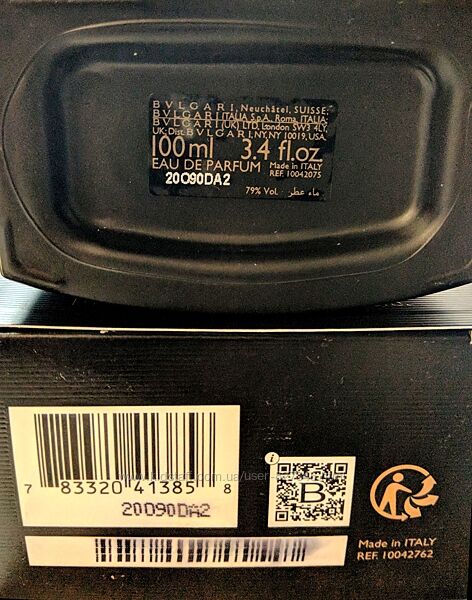 BVLGARI, Neuchâtel, SUISSE;
BVLGARI ITALIA S.p.A. Roma, ITALIA;
BVLGARI (UK) LTD, London SW3 4LY,
UK; Dist. BVLGARI, NY, NY 10019, USA
100 ml 3.4 fl.oz
EAU DE PARFUM Made in ITALY
20090DA2 REF. 10042075
79% Vol. ماء عطر
7 83320 41385 8
20090DA2
i
B
Made in ITALY
REF. 10042762